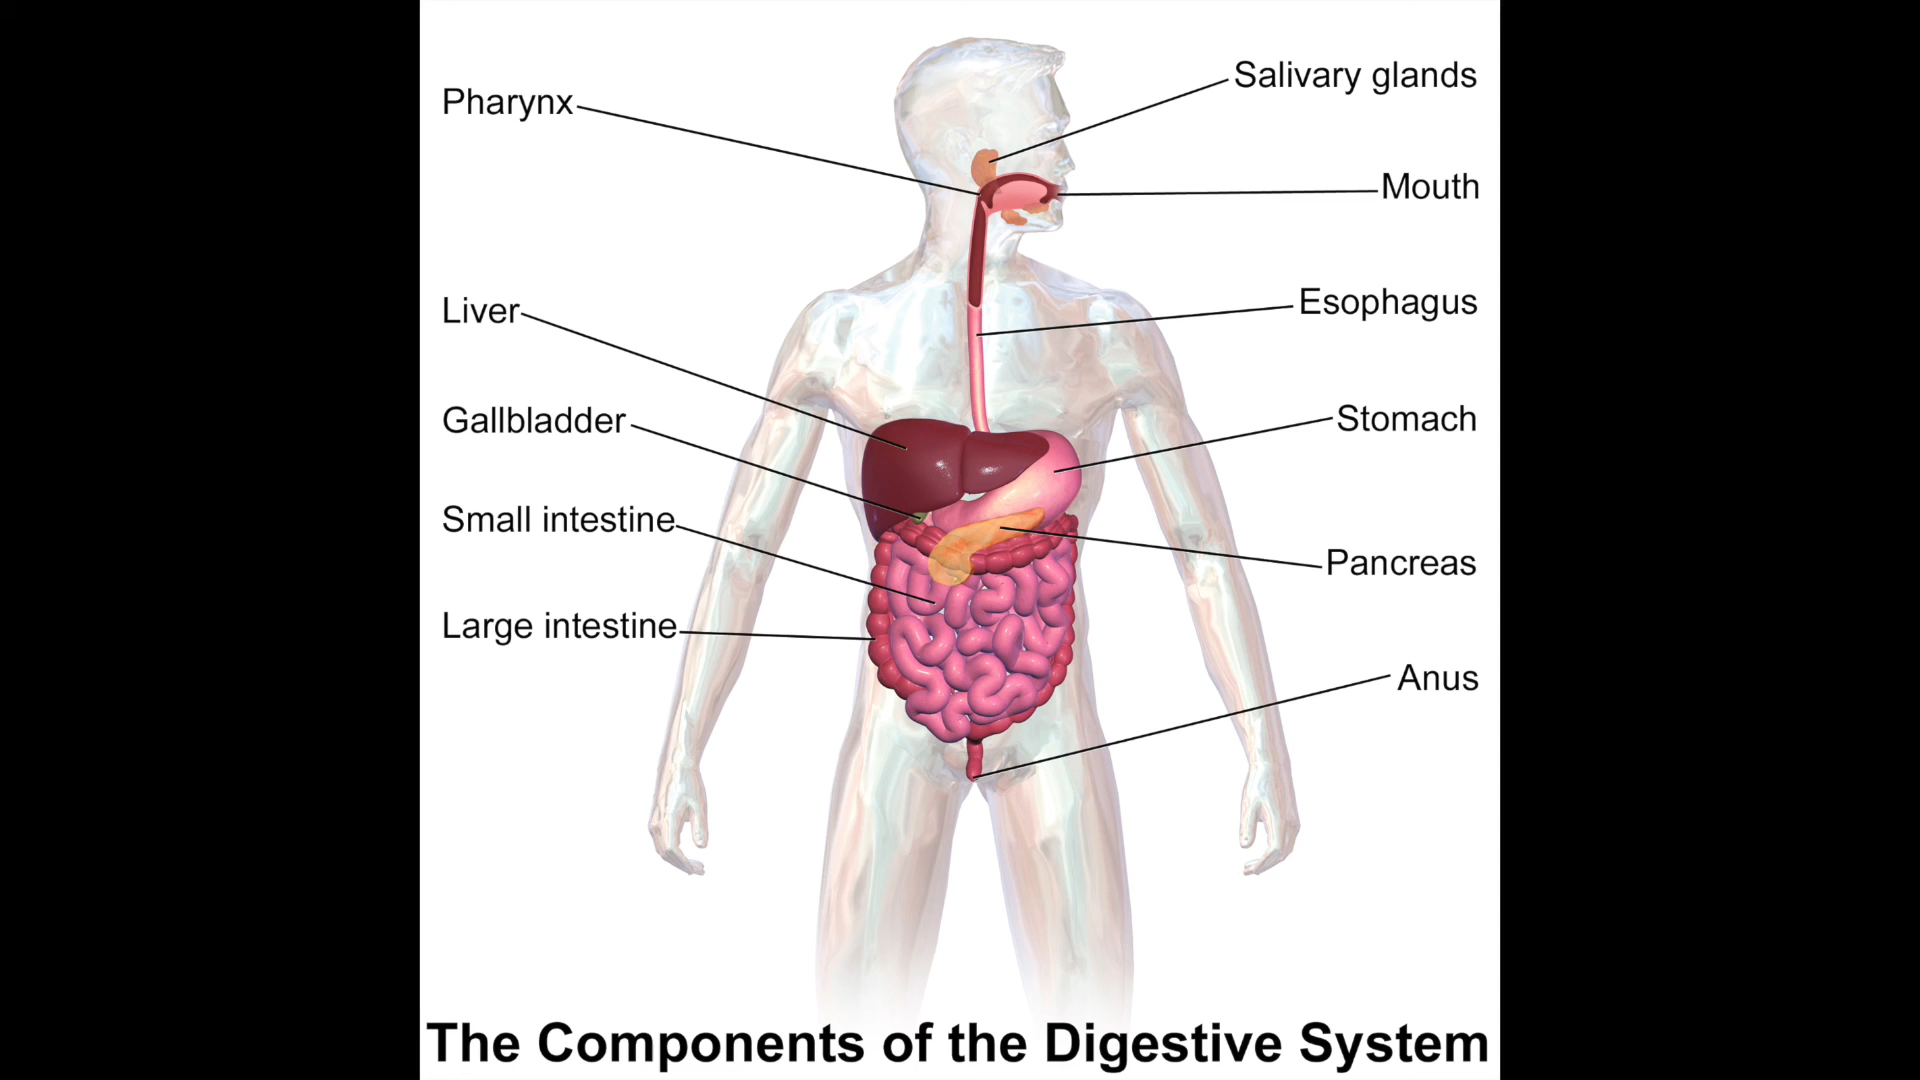 Pharynx
Liver
Gallbladder
Small intestine
Large intestine
Salivary glands
Mouth
Esophagus
Stomach
Pancreas
Anus
The Components of the Digestive System